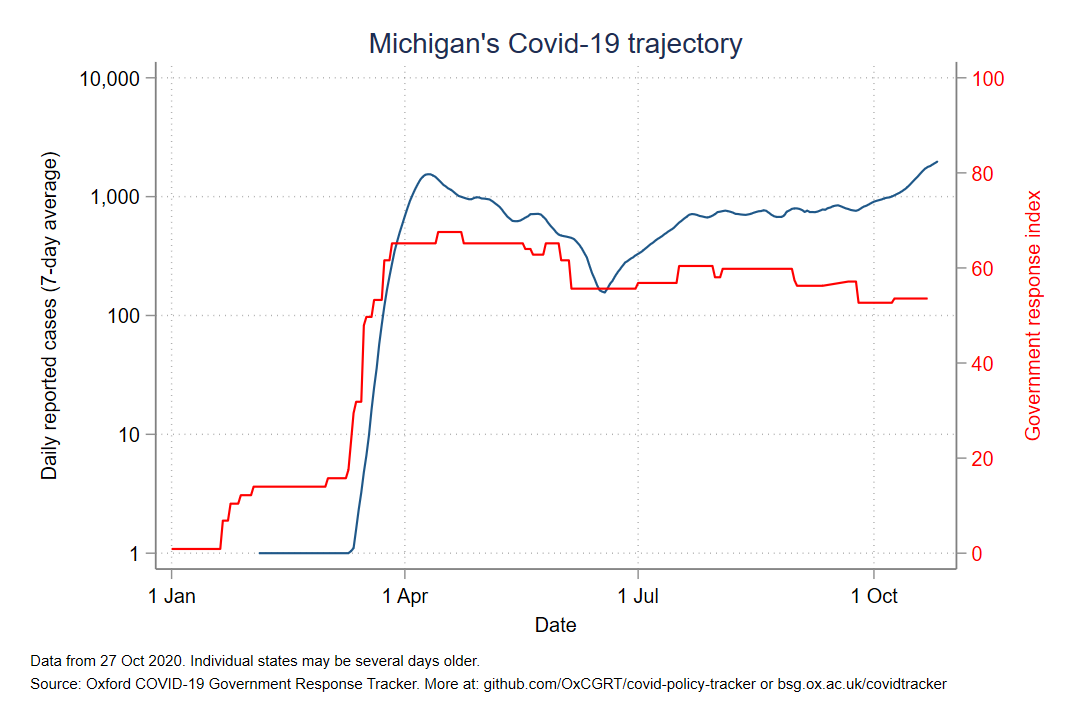 Michigan's Covid-19 trajectory
10,000
1,000
100
10
1
Daily reported cases (7-day average)
100
80
60
40
20
0
Government response index
1 Jan
1 Apr
1 Jul
1 Oct
Date
Data from 27 Oct 2020. Individual states may be several days older.
Source: Oxford COVID-19 Government Response Tracker. More at: github.com/OxCGRT/covid-policy-tracker or bsg.ox.ac.uk/covidtracker